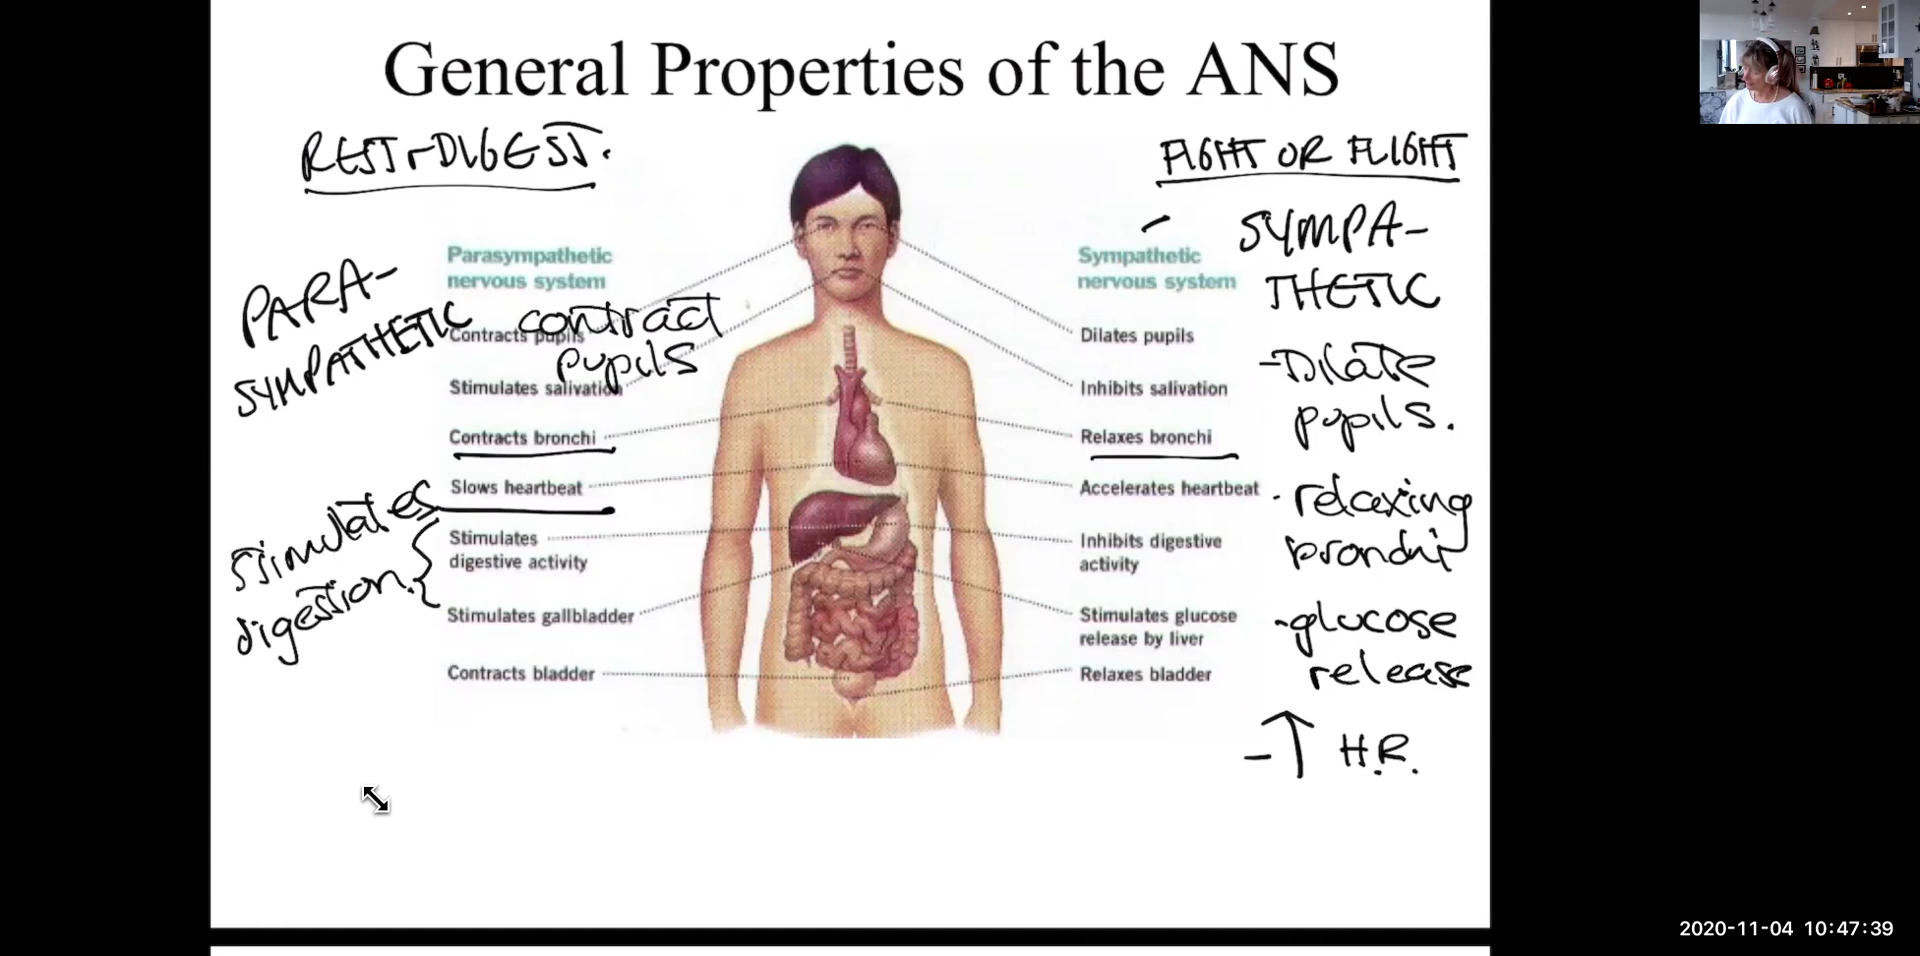 General Properties of the ANS
REST + DIGEST.
FIGHT OR FLIGHT
PARA-
SYMPATHETIC
SYMPA-
THETIC
Parasympathetic
nervous system
Contracts pupils
contract
pupils
Stimulates salivation
Contracts bronchi
Slows heartbeat
Stimulates
digestive activity
Stimulates gallbladder
Contracts bladder
stimulates
digestion.
Sympathetic
nervous system
Dilates pupils
Inhibits salivation
Relaxes bronchi
Accelerates heartbeat
Inhibits digestive
activity
Stimulates glucose
release by liver
Relaxes bladder
-Dilate
pupils.
- relaxing
bronchi
-glucose
release
-↑ H.R.
2020-11-04 10:47:39